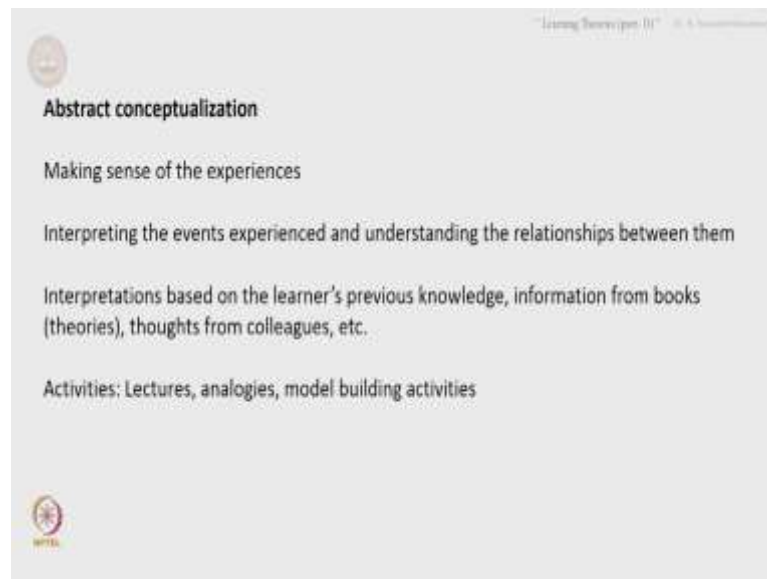 Abstract conceptualization
Making sense of the experiences
Interpreting the events experienced and understanding the relationships between them
Interpretations based on the learner's previous knowledge, information from books
(theories), thoughts from colleagues, etc.
Activities: Lectures, analogies, model building activities
NPTEL